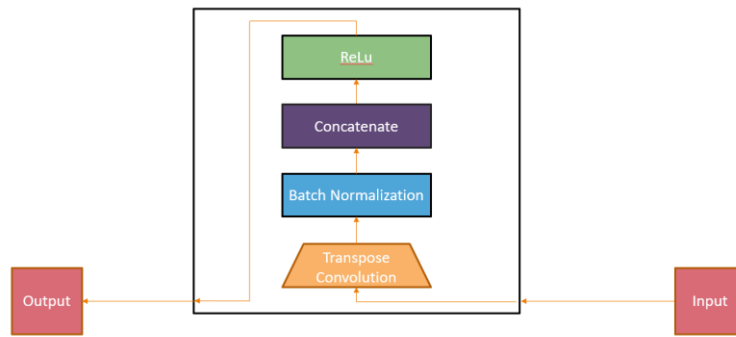 ReLu
Concatenate
Batch Normalization
Transpose
Convolution
Output
Input